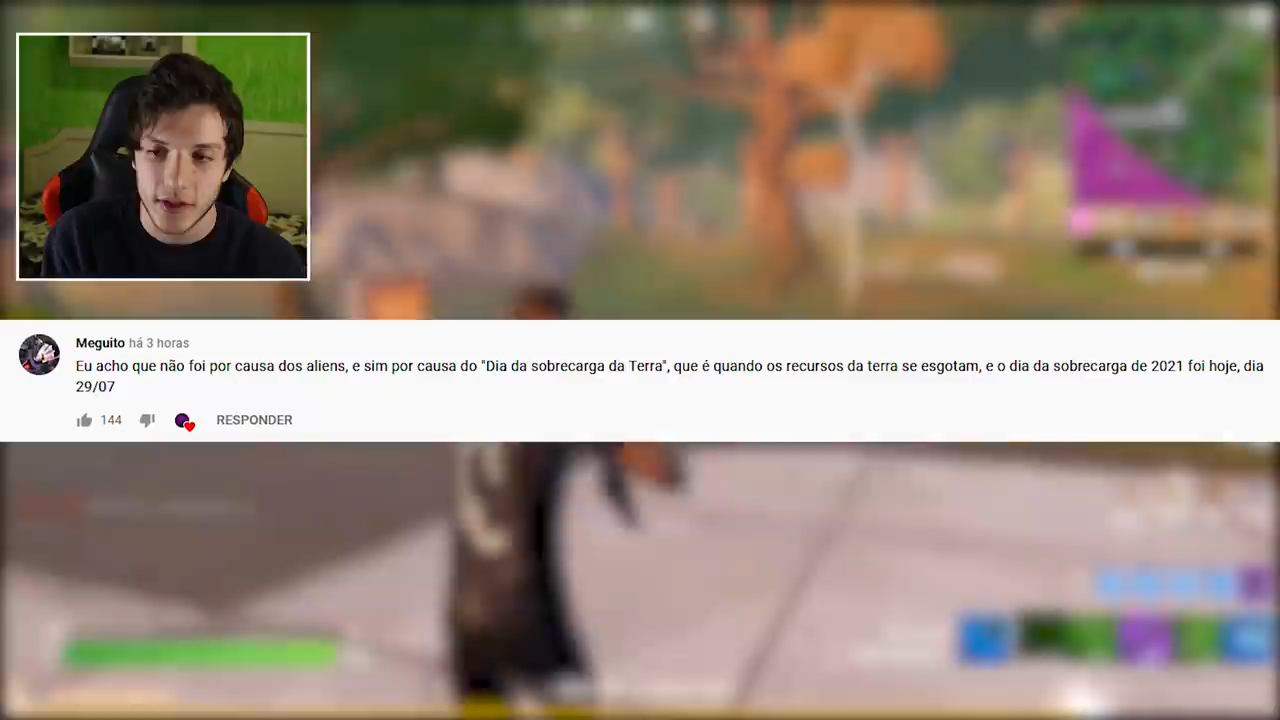 Meguito há 3 horas
Eu acho que não foi por causa dos aliens, e sim por causa do "Dia da sobrecarga da Terra", que é quando os recursos da terra se esgotam, e o dia da sobrecarga de 2021 foi hoje, dia
29/07
144 RESPONDER